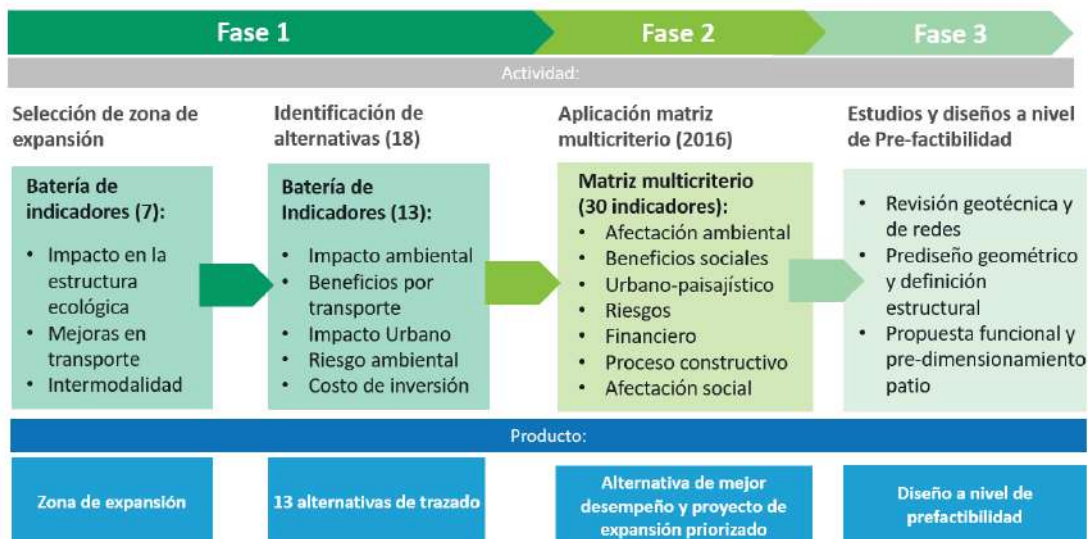 Fase 1
Fase 2
Fase 3
Actividad:
Selección de zona de
expansión
Batería de
indicadores (7):
• Impacto en la
estructura
ecológica
• Mejoras en
transporte
• Intermodalidad
Identificación de
alternativas (18)
Batería de
Indicadores (13):
• Impacto ambiental
• Beneficios por
transporte
• Impacto Urbano
• Riesgo ambiental
• Costo de inversión
Aplicación matriz
multicriterio (2016)
Matriz multicriterio
(30 indicadores):
• Afectación ambiental
• Beneficios sociales
• Urbano-paisajístico
• Riesgos
• Financiero
• Proceso constructivo
• Afectación social
Estudios y diseños a nivel
de Pre-factibilidad
• Revisión geotécnica y
de redes
• Prediseño geométrico
y definición
estructural
• Propuesta funcional y
pre-dimensionamiento
patio
Producto:
Zona de expansión
13 alternativas de trazado
Alternativa de mejor
desempeño y proyecto de
expansión priorizado
Diseño a nivel de
prefactibilidad